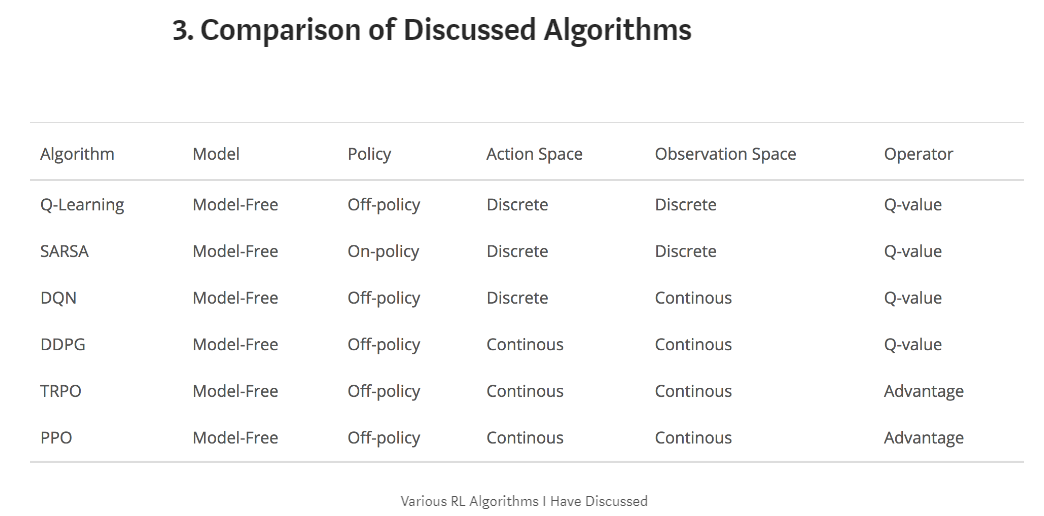 3. Comparison of Discussed Algorithms
Algorithm Model Policy Action Space Observation Space Operator
Q-Learning Model-Free Off-policy Discrete Discrete Q-value
SARSA Model-Free On-policy Discrete Discrete Q-value
DQN Model-Free Off-policy Discrete Continous Q-value
DDPG Model-Free Off-policy Continous Continous Q-value
TRPO Model-Free Off-policy Continous Continous Advantage
PPO Model-Free Off-policy Continous Continous Advantage
Various RL Algorithms I Have Discussed